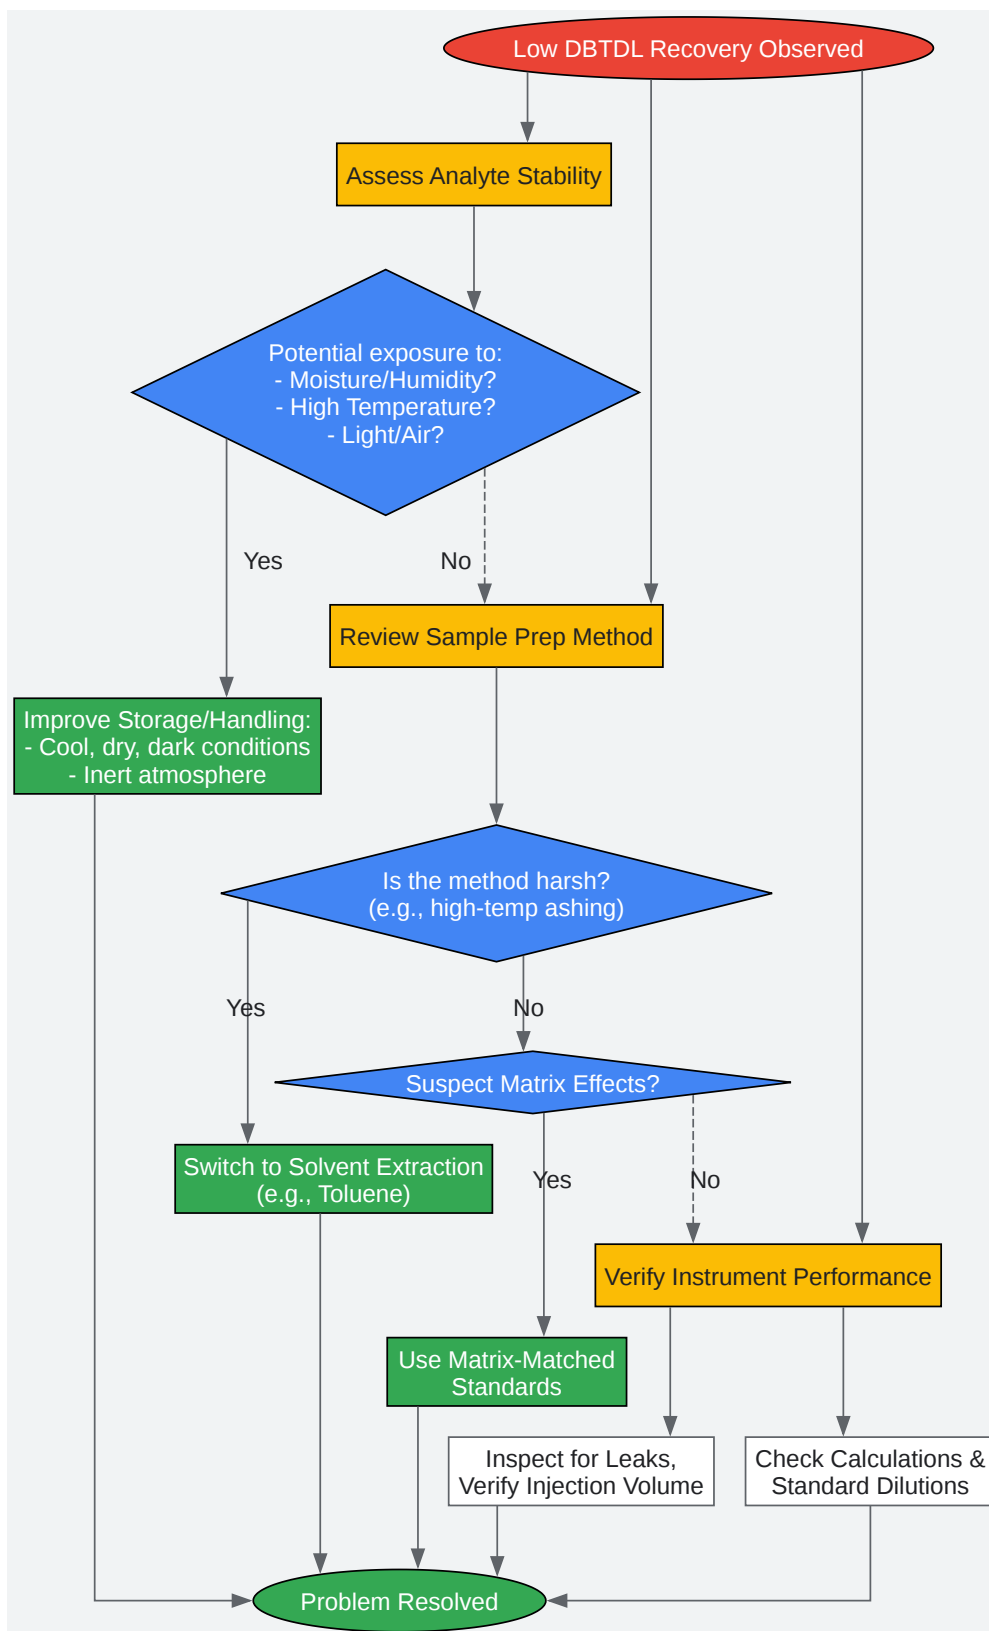 Low DBTDL Recovery Observed
Assess Analyte Stability
Potential exposure to:
- Moisture/Humidity?
- High Temperature?
- Light/Air?
Yes
No
Review Sample Prep Method
Improve Storage/Handling:
- Cool, dry, dark conditions
- Inert atmosphere
Is the method harsh?
(e.g., high-temp ashing)
Yes
No
Suspect Matrix Effects?
Switch to Solvent Extraction
(e.g., Toluene)
Yes
No
Verify Instrument Performance
Use Matrix-Matched
Standards
Inspect for Leaks,
Verify Injection Volume
Check Calculations &
Standard Dilutions
Problem Resolved